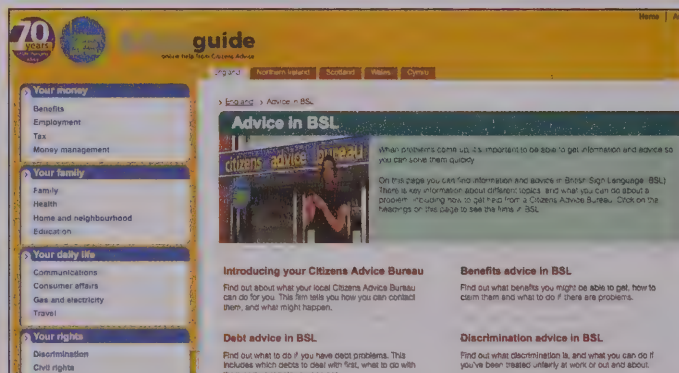 Home
70
years
guide
online help from Citizens Advice
England
Northern Ireland
Scotland
Wales
Cymru
Your money
Benefits
Employment
Tax
Money management
Your family
Family
Health
Home and neighbourhood
Education
Your daily life
Communications
Consumer affairs
Gas and electricity
Travel
Your rights
Discrimination
Civil rights
> England > Advice in BSL
Advice in BSL
citizens advice bureau
When problems come up, it's important to be able to get information and advice so
you can solve them quickly
On this page you can find information and advice in British Sign Language (BSL)
There is key information about different topics, and what you can do about a
problem, including how to get help from a Citizens Advice Bureau. Click on the
headings on this page to see the films in BSL
Introducing your Citizens Advice Bureau
Find out about what your local Citizens Advice Bureau
can do for you. This film tells you how you can contact
them, and what might happen.
Benefits advice in BSL
Find out what benefits you might be able to get, how to
claim them and what to do if there are problems.
Debt advice in BSL
Find out what to do if you have debt problems. This
includes which debts to deal with first, what to do with
Discrimination advice in BSL
Find out what discrimination is, and what you can do if
you've been treated unfairly at work or out and about.